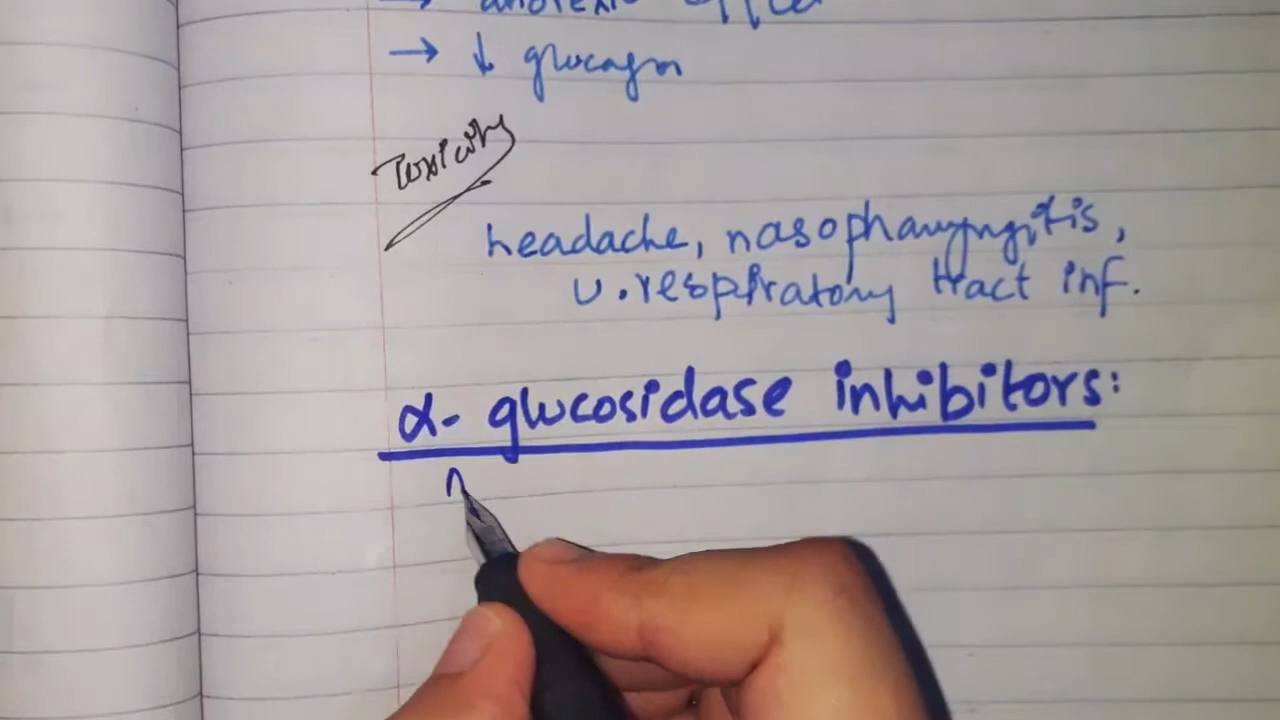 → ↓ glucagon
Toxicity
headache, nasopharyngitis,
U. respiratory tract inf.
α- glucosidase inhibitors: